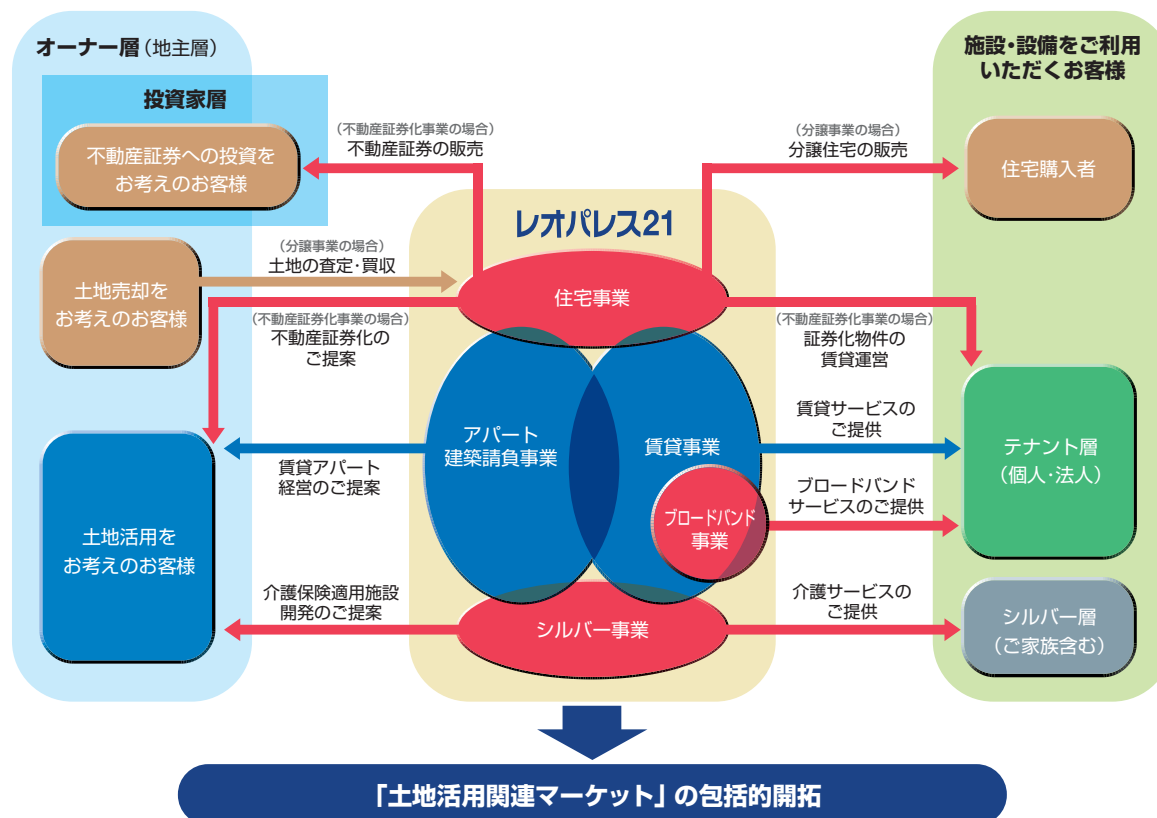 オーナー層(地主層)
投資家層
不動産証券への投資を
お考えのお客様
土地売却を
お考えのお客様
土地活用を
お考えのお客様
(不動産証券化事業の場合)
不動産証券の販売
(分譲事業の場合)
土地の査定・買収
(不動産証券化事業の場合)
不動産証券化の
ご提案
賃貸アパート
経営のご提案
介護保険適用施設
開発のご提案
レオパレス21
住宅事業
アパート
建築請負事業
賃貸事業
ブロードバンド
事業
シルバー事業
(分譲事業の場合)
分譲住宅の販売
(不動産証券化事業の場合)
証券化物件の
賃貸運営
賃貸サービスの
ご提供
ブロードバンド
サービスのご提供
介護サービスの
ご提供
施設・設備をご利用
いただくお客様
住宅購入者
テナント層
(個人・法人)
シルバー層
(ご家族含む)
「土地活用関連マーケット」の包括的開拓